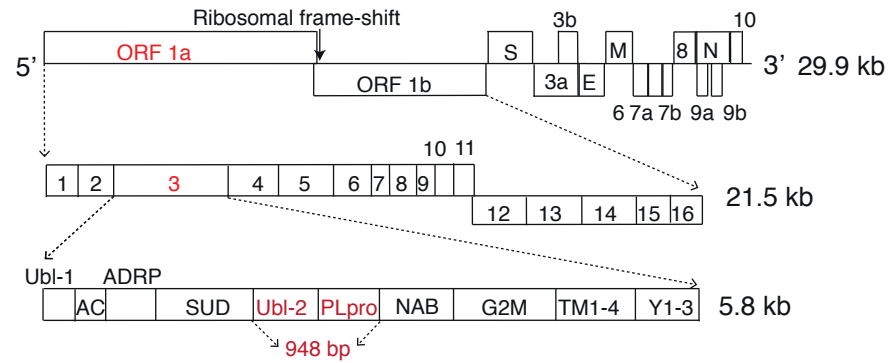 Ribosomal frame-shift
3b
10
ORF 1a
S
M
8
N
5’
3’
29.9 kb
ORF 1b
3a
E
6
7a
7b
9a
9b
10
11
1
2
3
4
5
6
7
8
9
21.5 kb
12
13
14
15
16
Ubl-1
ADRP
AC
SUD
Ubl-2
PLpro
NAB
G2M
TM1-4
Y1-3
5.8 kb
948 bp